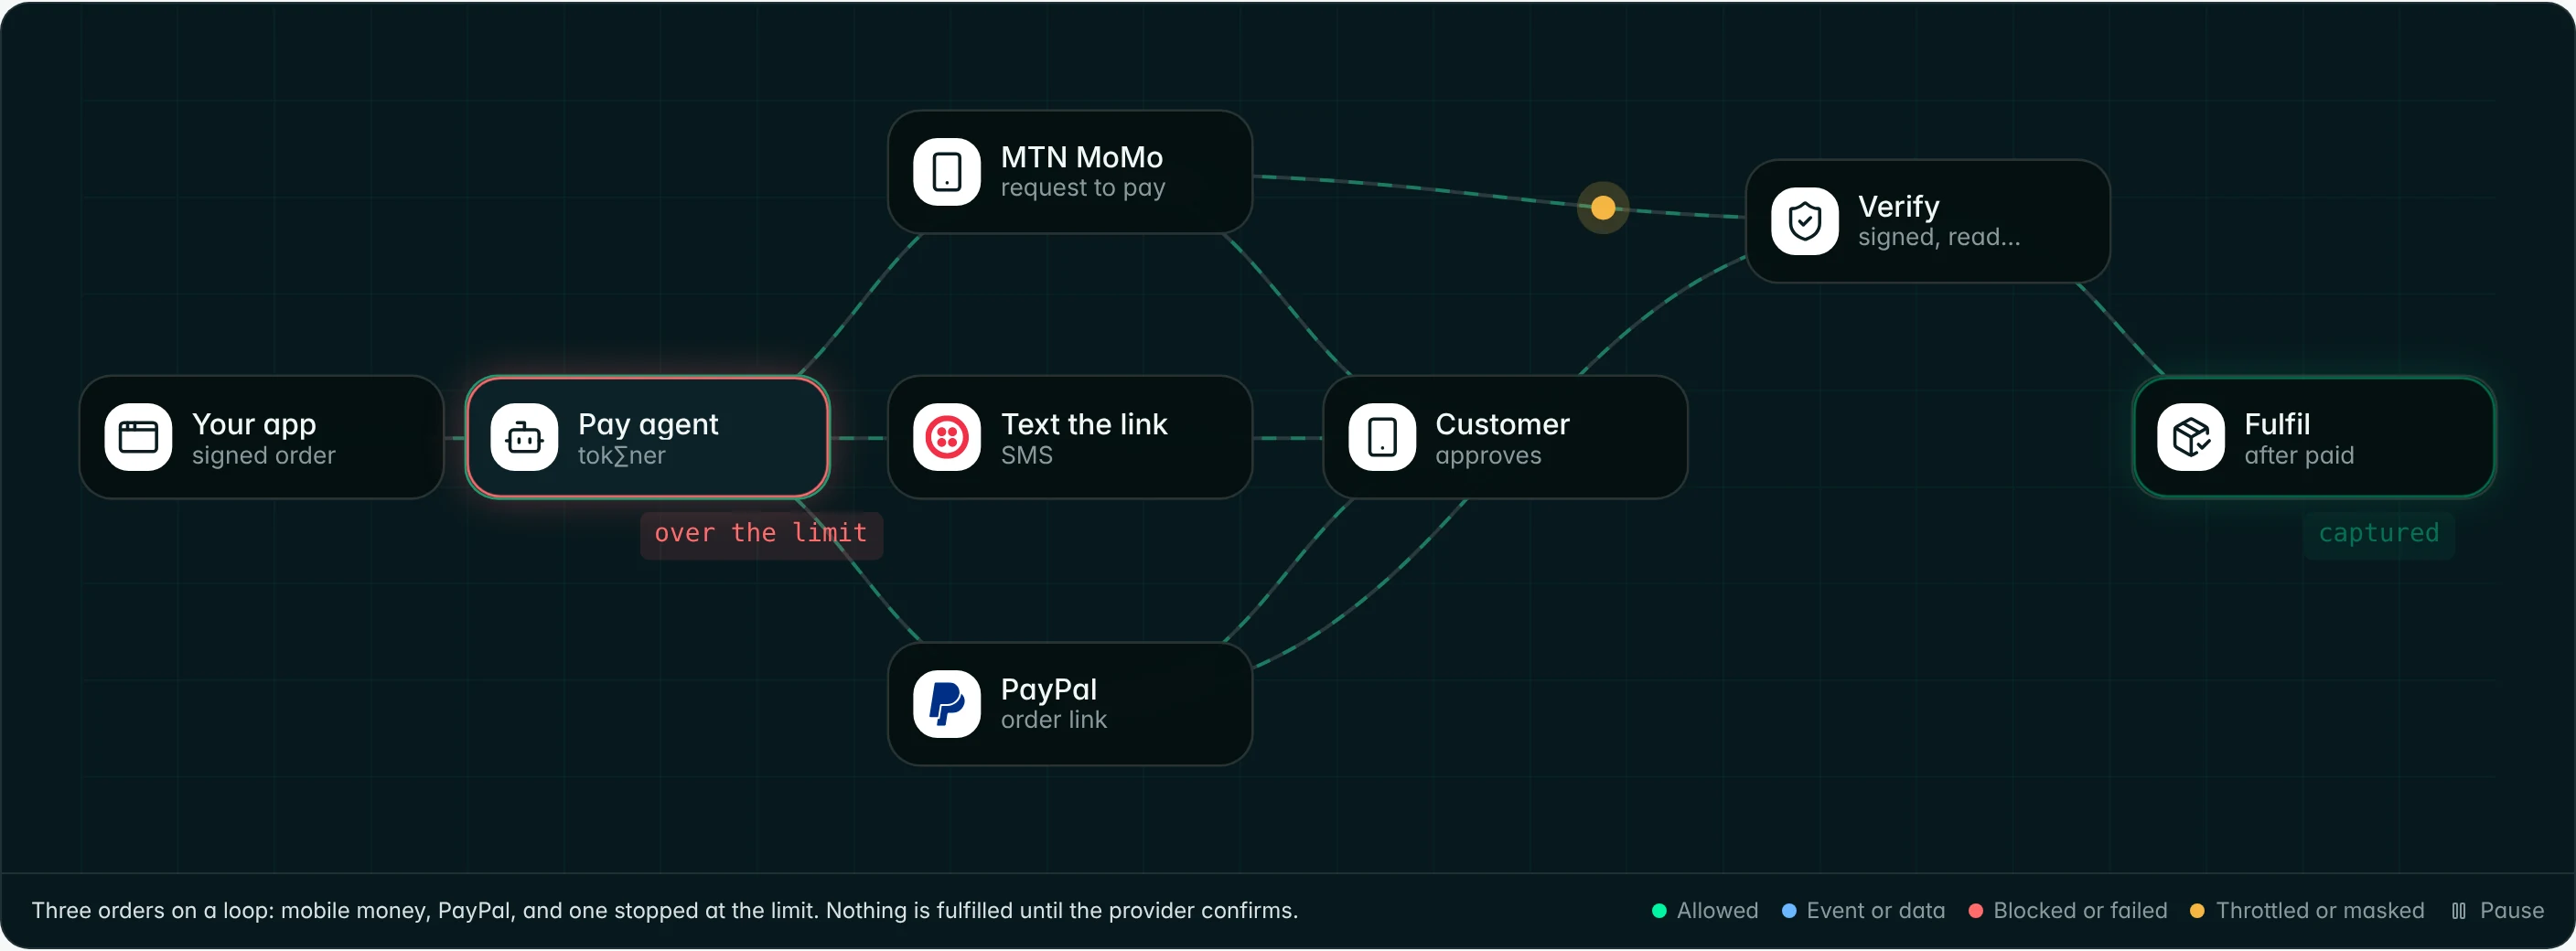 MTN MoMo
request to pay
Verify
signed, read...
Your app
signed order
Pay agent
tok∑ner
Text the link
SMS
Customer
approves
Fulfil
after paid
over the limit
captured
PayPal
order link
Three orders on a loop: mobile money, PayPal, and one stopped at the limit. Nothing is fulfilled until the provider confirms.
Allowed
Event or data
Blocked or failed
Throttled or masked
Pause